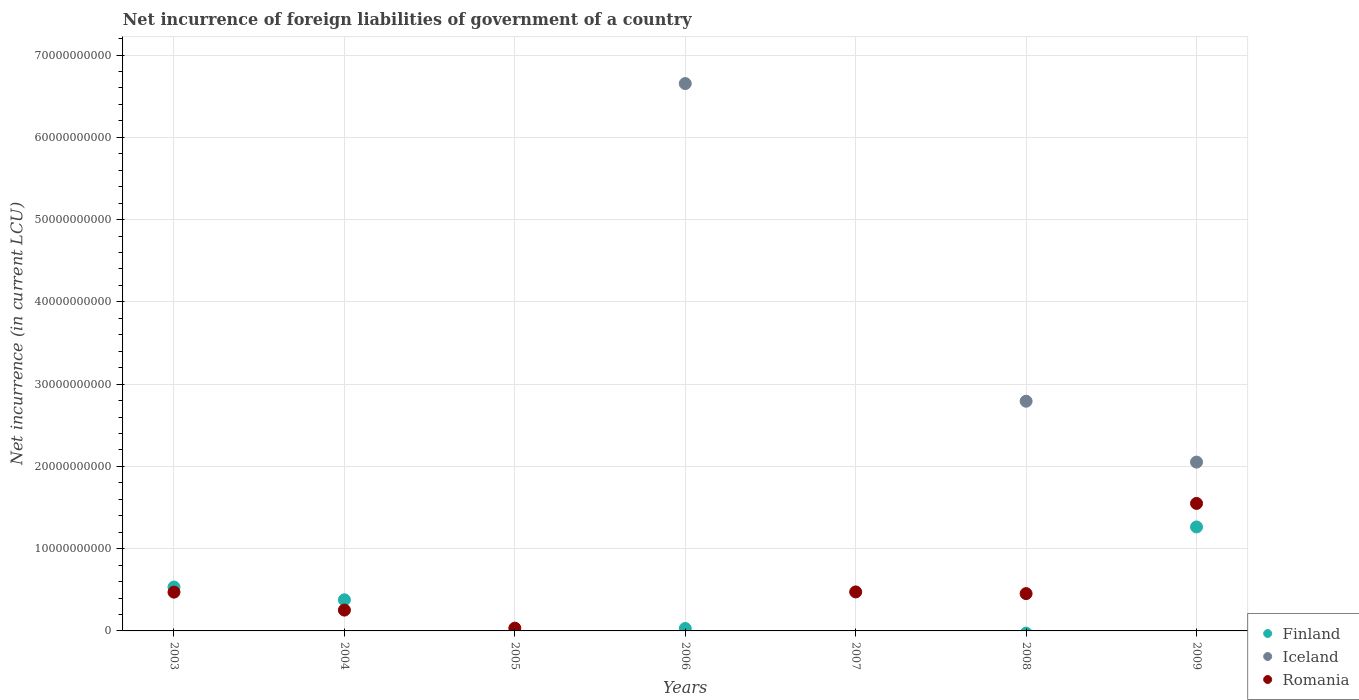 Net incurrence of foreign liabilities of government of a country
Net incurrence (in current LCU)
70000000000
60000000000
50000000000
40000000000
30000000000
20000000000
10000000000
0
2003
2004
2005
2006
2007
2008
2009
Years
Finland
Iceland
Romania